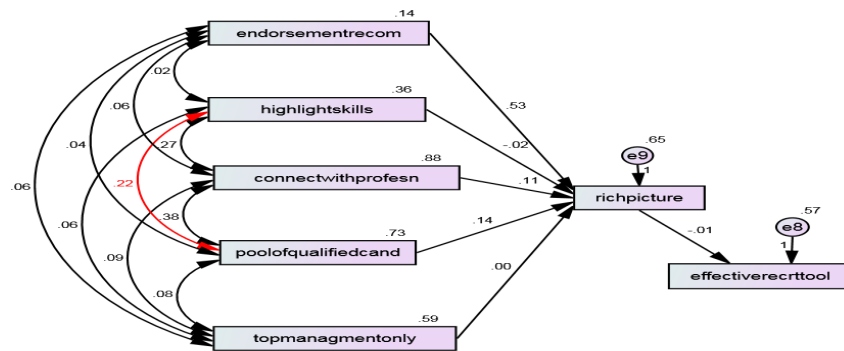 .14
endorsementrecom
.02
.36
.53
highlightskills
.06
.65
-.02
e9
.04
.27
.88
1
connectwithprofesn
.11
.06
.22
richpicture
.57
.38
.73
.14
e8
.06
poolofqualifiedcand
-.01
1
.09
.00
effectiverecrttool
.08
.59
topmanagmentonly